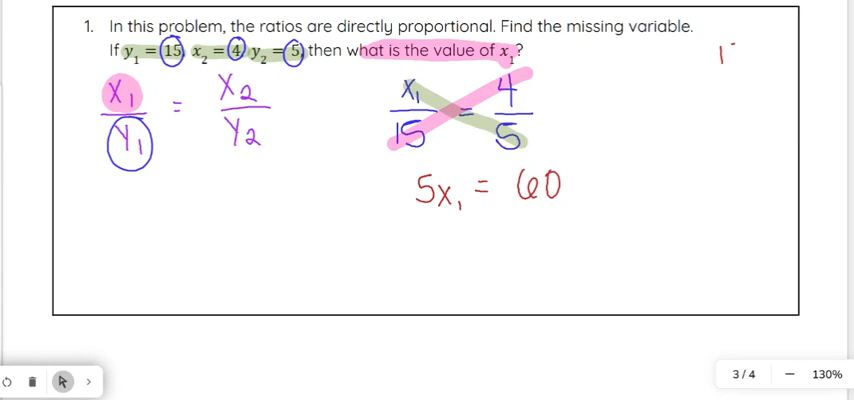 1. In this problem, the ratios are directly proportional. Find the missing variable.
If y₁ = 15, x₂ = 4, y₂ = 5, then what is the value of x₁?
X₁/Y₁ = X₂/Y₂
X₁/15 = 4/5
5x₁ = 60
3 / 4 — 130%